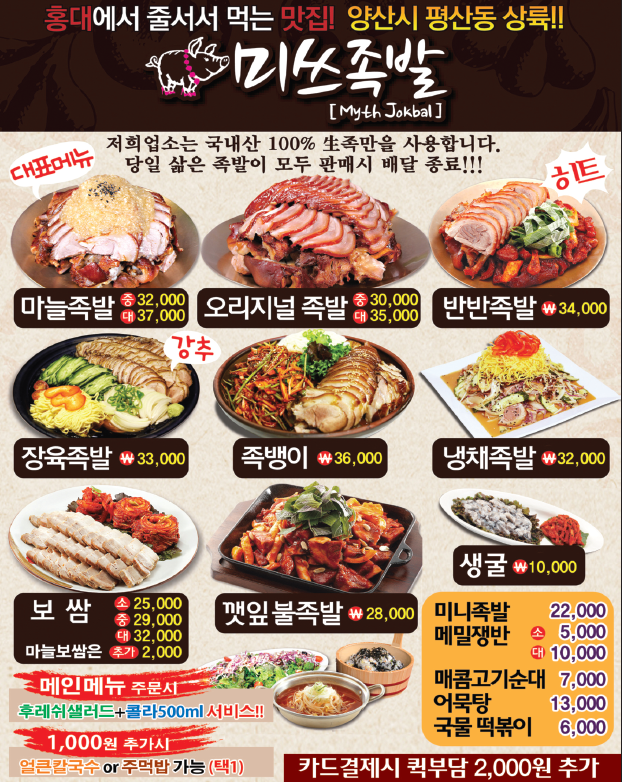 홍대에서 줄서서 먹는 맛집! 양산시 평산동 상륙!!
미쓰족발
[Myth Jokbal]
저희업소는 국내산 100% 生족만을 사용합니다.
당일 삶은 족발이 모두 판매시 배달 종료!!!
대표메뉴
히트
마늘족발 중 32,000 대 37,000
오리지널 족발 중 30,000 대 35,000
반반족발 ₩34,000
강추
장육족발 ₩33,000
족뱅이 ₩36,000
냉채족발 ₩32,000
보 쌈 소 25,000
중 29,000
대 32,000
마늘보쌈은 추가 2,000
깻잎불족발 ₩28,000
생굴 ₩10,000
미니족발 22,000
메밀쟁반 소 5,000
대 10,000
매콤고기순대 7,000
어묵탕 13,000
국물 떡볶이 6,000
메인메뉴 주문시
후레쉬샐러드+콜라500ml 서비스!!
1,000원 추가시
얼큰칼국수 or 주먹밥 가능 (택1)
카드결제시 퀵부담 2,000원 추가